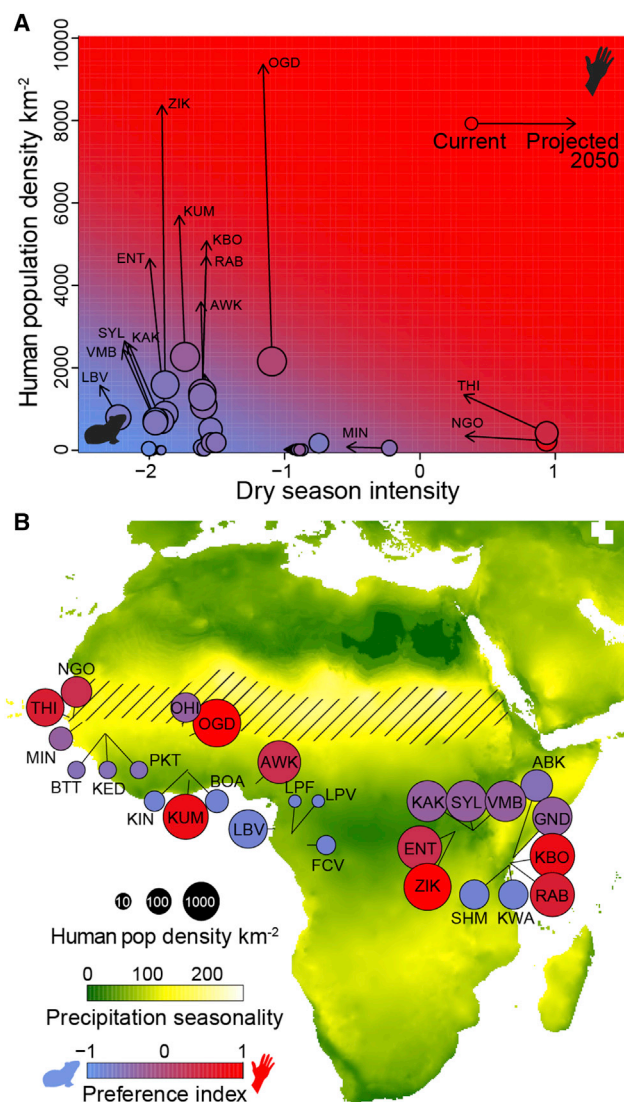 A
Human population density km-2
10000
8000
6000
4000
2000
0
OGD
ZIK
Current
Projected
2050
KUM
KBO
ENT
RAB
AWK
SYL
KAK
VMB
LBV
THI
MIN
NGO
−2
−1
0
1
Dry season intensity
B
NGO
THI
OHI
OGD
MIN
ABK
AWK
PKT
BOA
LPF
BTT
KED
LPV
KAK
SYL
VMB
KIN
GND
KUM
LBV
ENT
KBO
FCV
ZIK
RAB
10
100
1000
SHM
KWA
Human pop density km-2
0
100
200
Precipitation seasonality
−1
0
1
Preference index